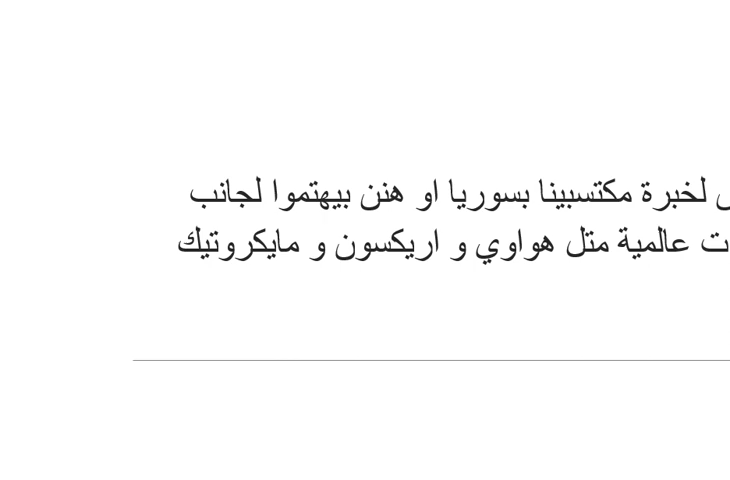 لخبرة مكتسبينا بسوريا او هنن بيهتموا لجانب
عالمية متل هواوي و اريكسون و مايكروتيك